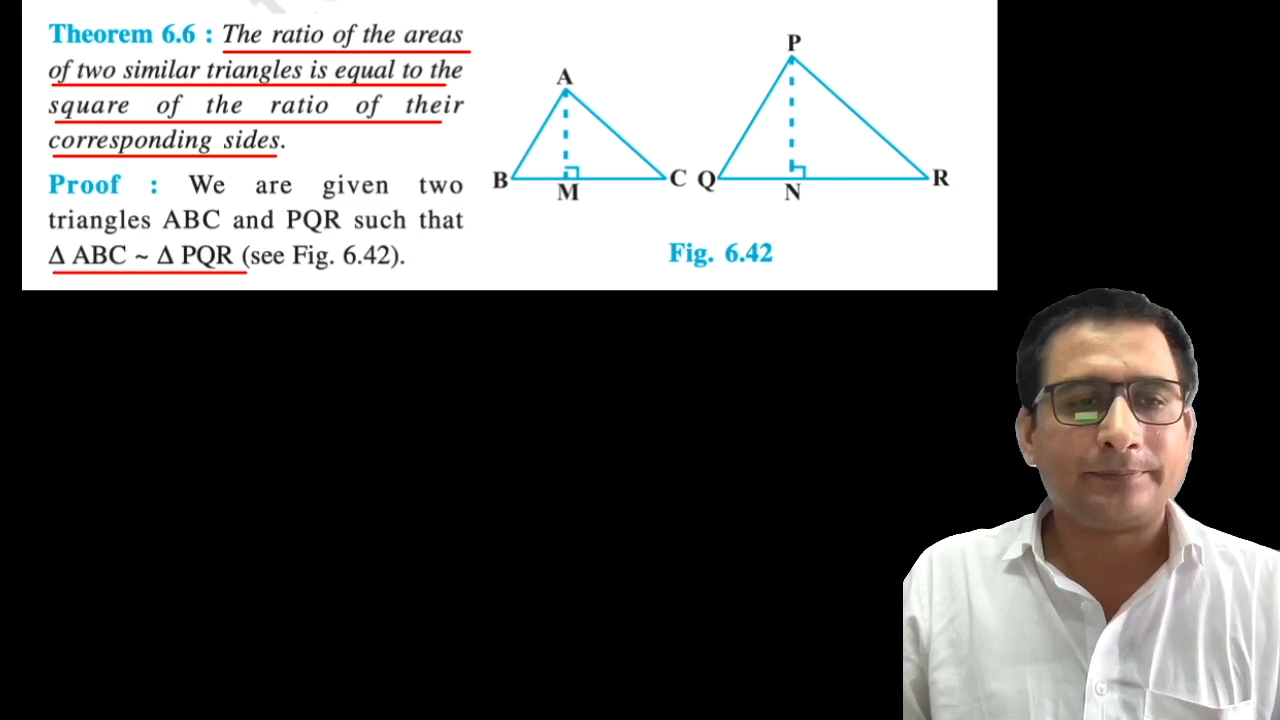 Theorem 6.6 : The ratio of the areas
of two similar triangles is equal to the
square of the ratio of their
corresponding sides.
Proof : We are given two
triangles ABC and PQR such that
Δ ABC ~ Δ PQR (see Fig. 6.42).
A
B
M
C
P
Q
N
R
Fig. 6.42